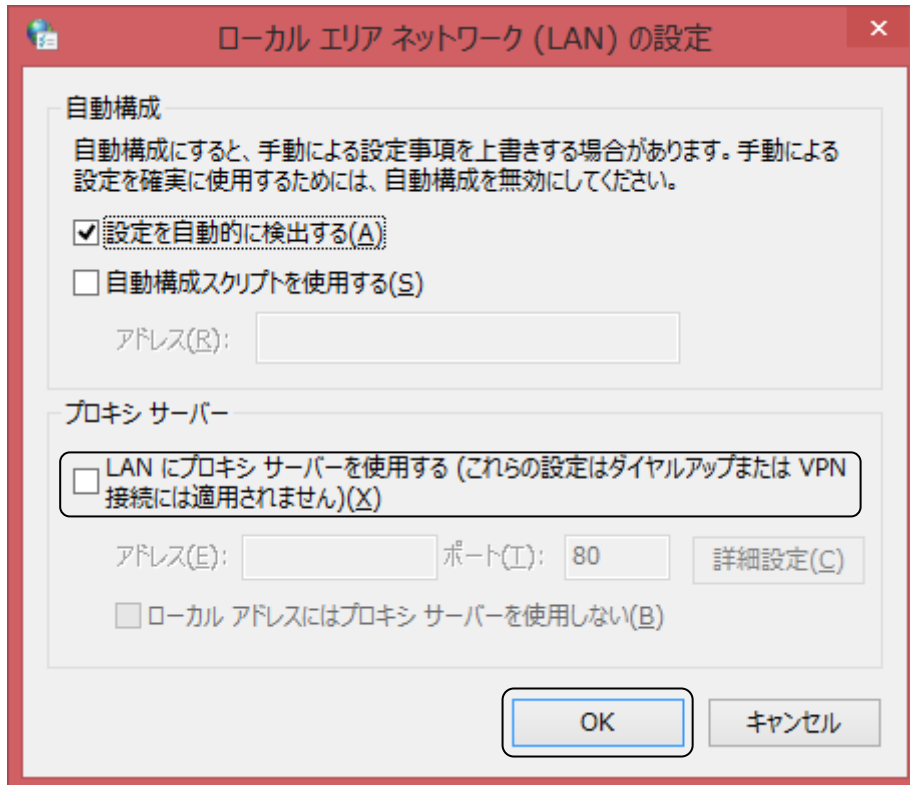 ローカル エリア ネットワーク (LAN) の設定
自動構成
自動構成にすると、手動による設定事項を上書きする場合があります。手動による
設定を確実に使用するためには、自動構成を無効にしてください。
設定を自動的に検出する(A)
自動構成スクリプトを使用する(S)
アドレス(R):
プロキシ サーバー
LAN にプロキシ サーバーを使用する (これらの設定はダイヤルアップまたは VPN
接続には適用されません)(X)
アドレス(E): ポート(T): 80 詳細設定(C)
ローカル アドレスにはプロキシ サーバーを使用しない(B)
OK キャンセル